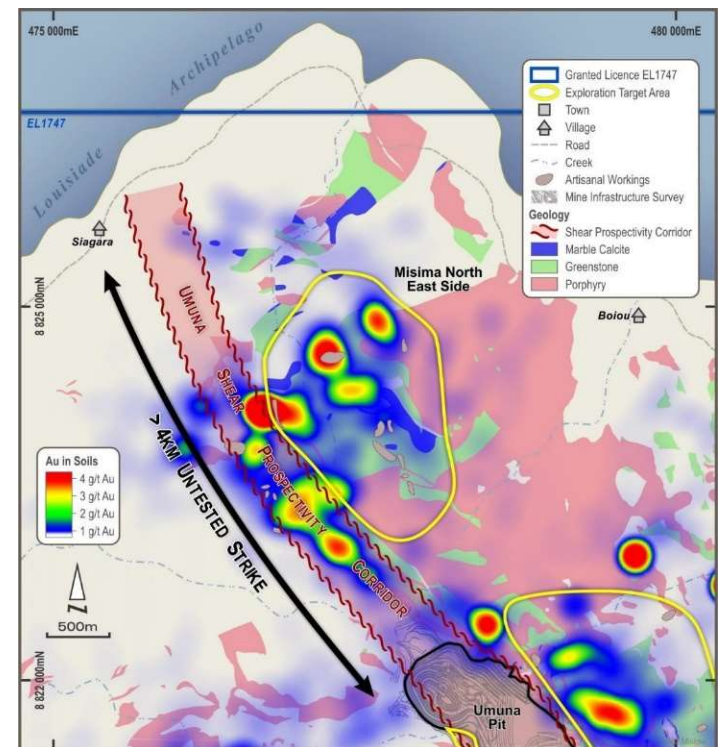 475 000mE
480 000mE
Archipelago
Louisiade
EL1747
Granted Licence EL1747
Exploration Target Area
Town
Village
Road
Creek
Artisanal Workings
Mine Infrastructure Survey
Geology
Shear Prospectivity Corridor
Marble Calcite
Greenstone
Porphyry
Siagara
Misima North
East Side
Boiou
8 825 000mN
UMUNA
SHEAR
PROSPECTIVITY
CORRIDOR
> 4KM UNTESTED STRIKE
Au in Soils
4 g/t Au
3 g/t Au
2 g/t Au
1 g/t Au
N
500m
8 822 000mN
Umuna
Pit